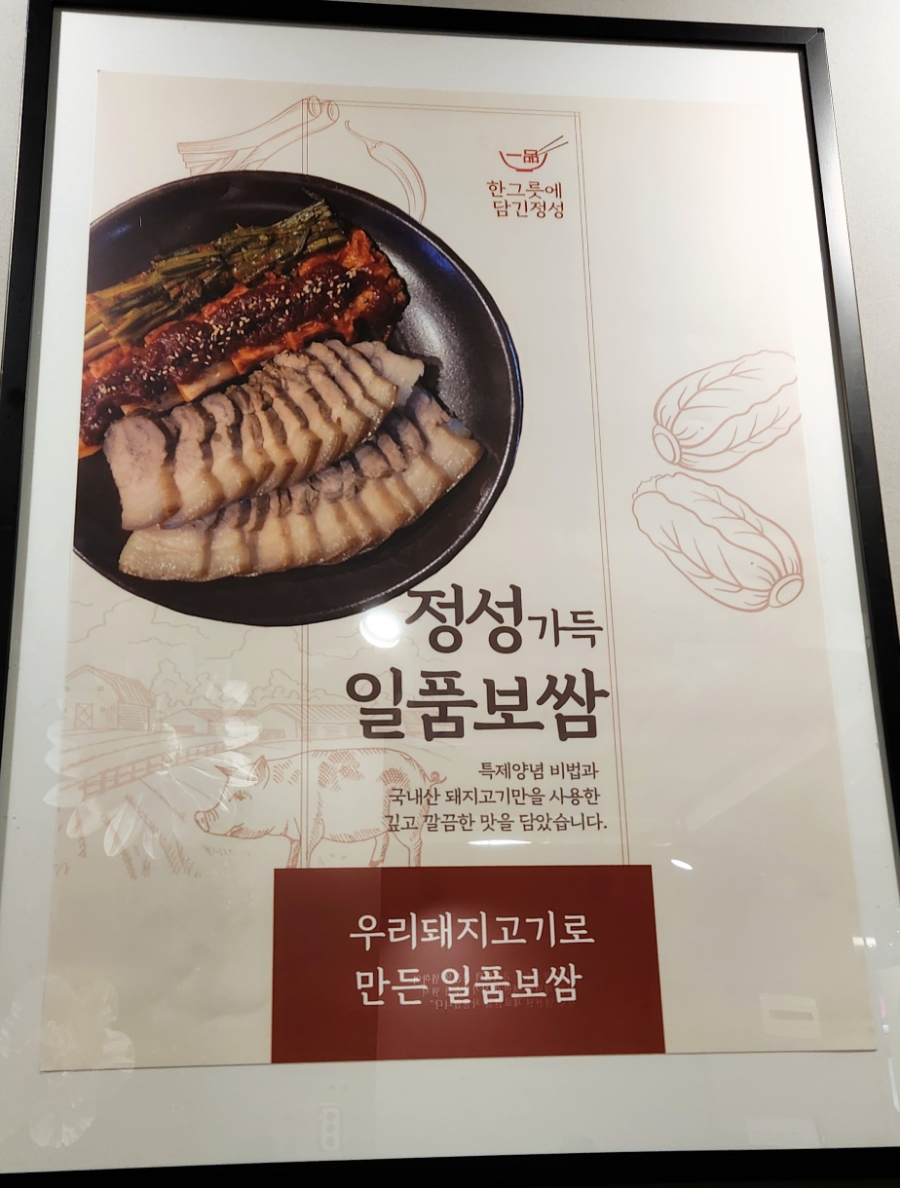 一品
한그릇에
담긴정성
정성가득
일품보쌈
특제양념 비법과
국내산 돼지고기만을 사용한
깊고 깔끔한 맛을 담았습니다.
우리돼지고기로
만든 일품보쌈